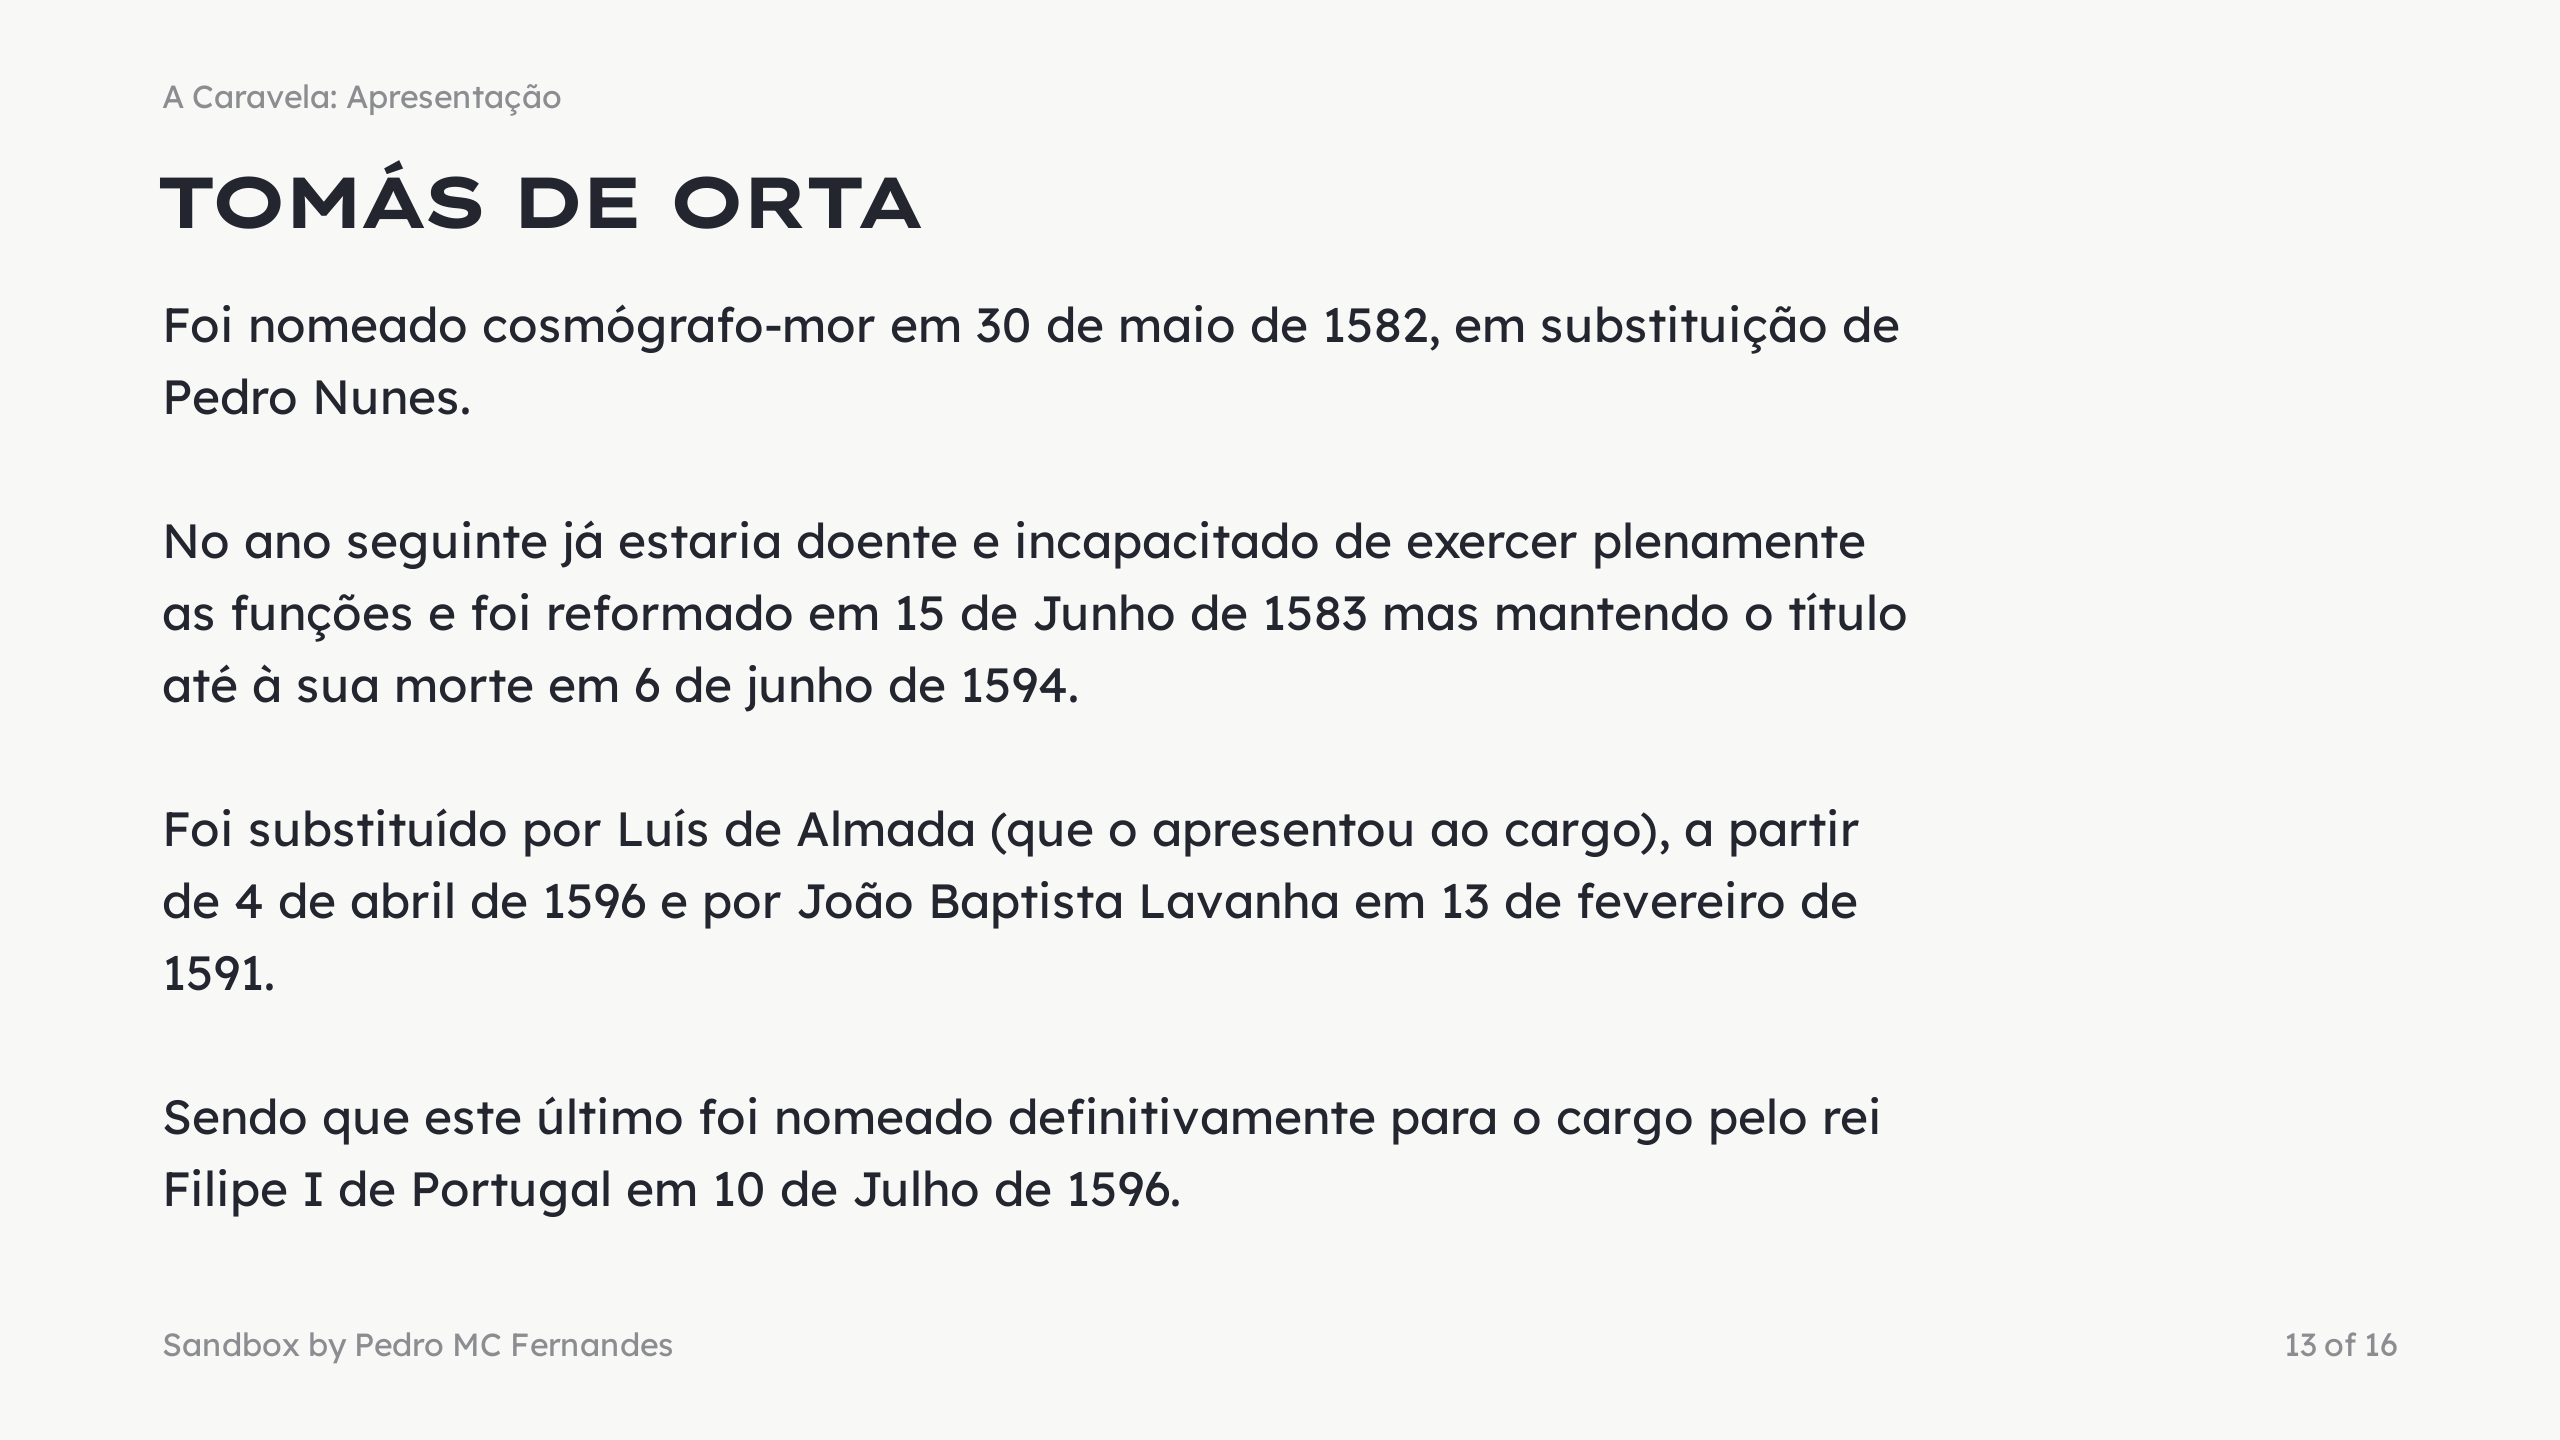 A Caravela: Apresentação
TOMÁS DE ORTA
Foi nomeado cosmógrafo-mor em 30 de maio de 1582, em substituição de
Pedro Nunes.
No ano seguinte já estaria doente e incapacitado de exercer plenamente
as funções e foi reformado em 15 de Junho de 1583 mas mantendo o título
até à sua morte em 6 de junho de 1594.
Foi substituído por Luís de Almada (que o apresentou ao cargo), a partir
de 4 de abril de 1596 e por João Baptista Lavanha em 13 de fevereiro de
1591.
Sendo que este último foi nomeado definitivamente para o cargo pelo rei
Filipe I de Portugal em 10 de Julho de 1596.
Sandbox by Pedro MC Fernandes
13 of 16